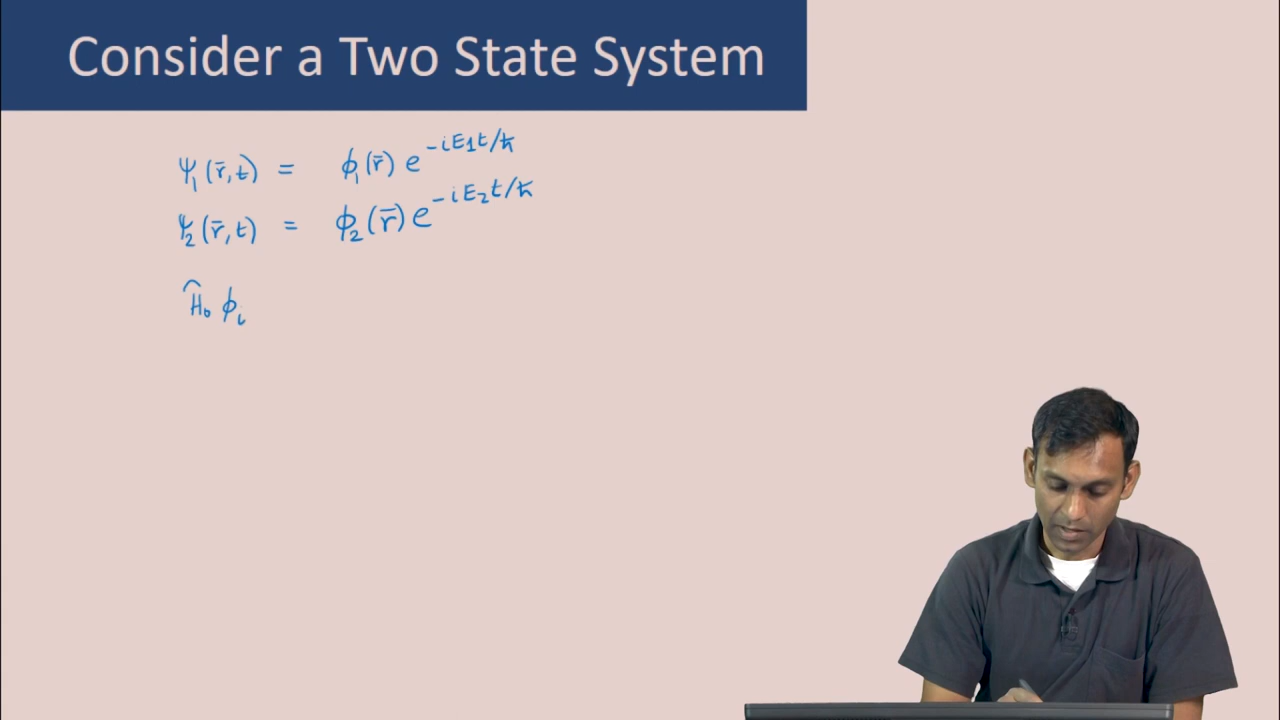 Consider a Two State System
ψ₁(r̄,t) = ϕ₁(r̄) e^{-iE₁t/ħ}
ψ₂(r̄,t) = ϕ₂(r̄) e^{-iE₂t/ħ}
Ĥ₀ ϕᵢ